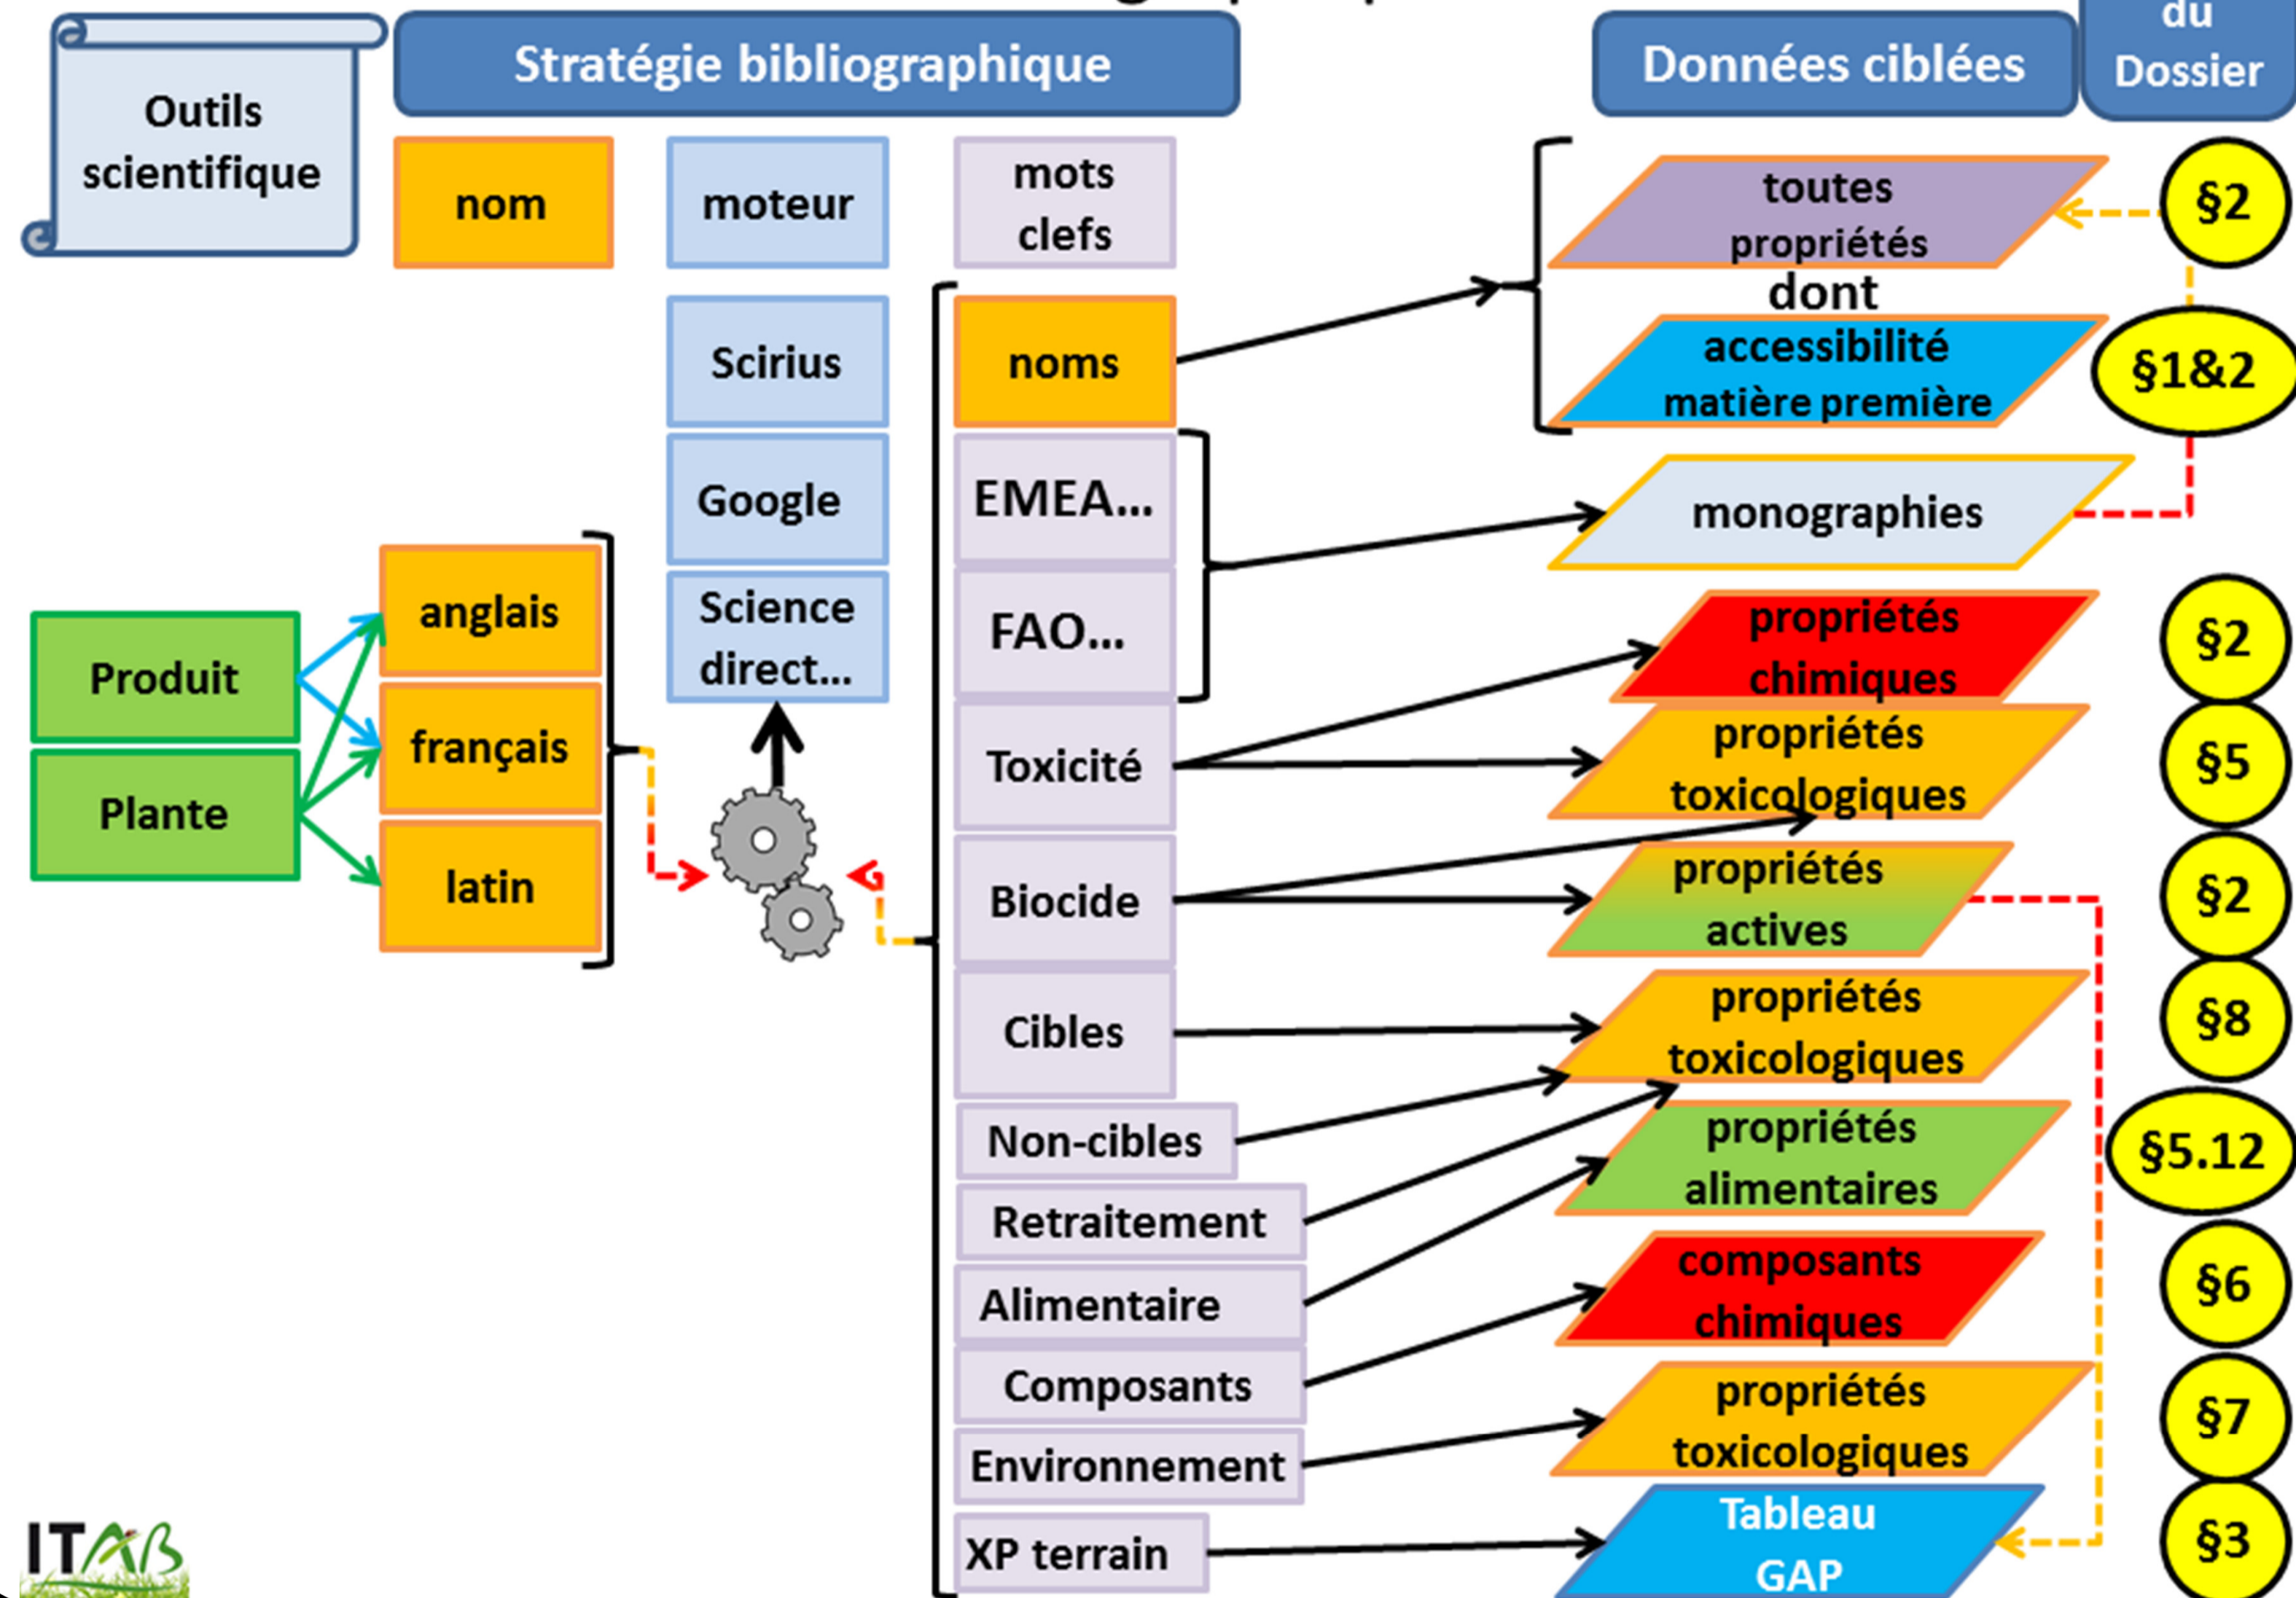 du
Dossier
Outils
scientifique
Stratégie bibliographique
Données ciblées
nom
moteur
mots
clefs
Scirius
Google
Science
direct...
Produit
Plante
anglais
français
latin
noms
EMEA...
FAO...
Toxicité
Biocide
Cibles
Non-cibles
Retraitement
Alimentaire
Composants
Environnement
XP terrain
toutes
propriétés
dont
accessibilité
matière première
monographies
propriétés
chimiques
propriétés
toxicologiques
propriétés
actives
propriétés
toxicologiques
propriétés
alimentaires
composants
chimiques
propriétés
toxicologiques
Tableau
GAP
§2
§1&2
§2
§5
§2
§8
§5.12
§6
§7
§3
ITAB